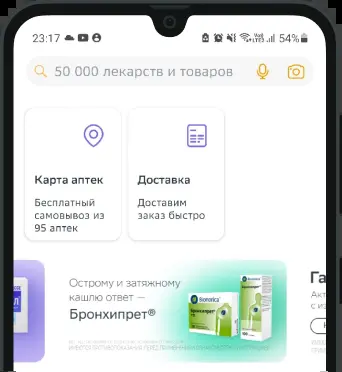 23:17
54%
50 000 лекарств и товаров
Карта аптек
Бесплатный
самовывоз из
95 аптек
Доставка
Доставим
заказ быстро
Острому и затяжному
кашлю ответ —
Бронхипрет®
Bionorica
Бронхипрет®
Га
Акт
с из